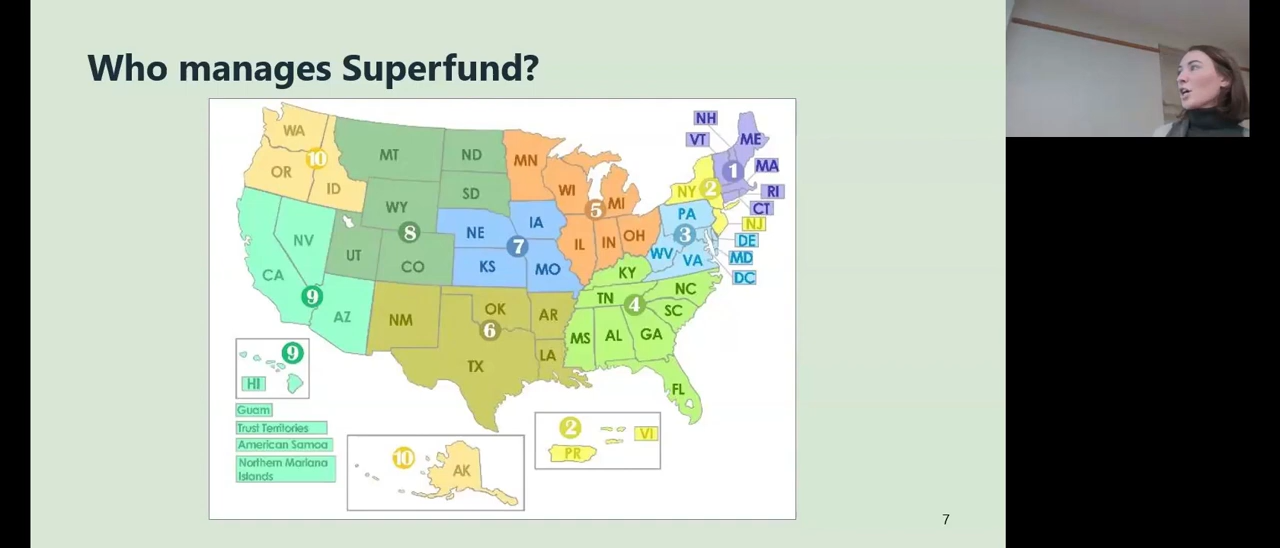 Who manages Superfund?
WA
OR
ID
10
MT
ND
SD
WY
8
UT
CO
NE
IA
7
KS
MO
MN
WI
MI
5
IL
IN
OH
NH
VT
ME
1
MA
RI
CT
NY
2
NJ
PA
3
DE
MD
DC
WV
VA
KY
TN
4
NC
SC
MS
AL
GA
FL
CA
NV
9
AZ
NM
OK
6
AR
TX
LA
9
HI
Guam
Trust Territories
American Samoa
Northern Mariana
Islands
10
AK
2
VI
PR
7